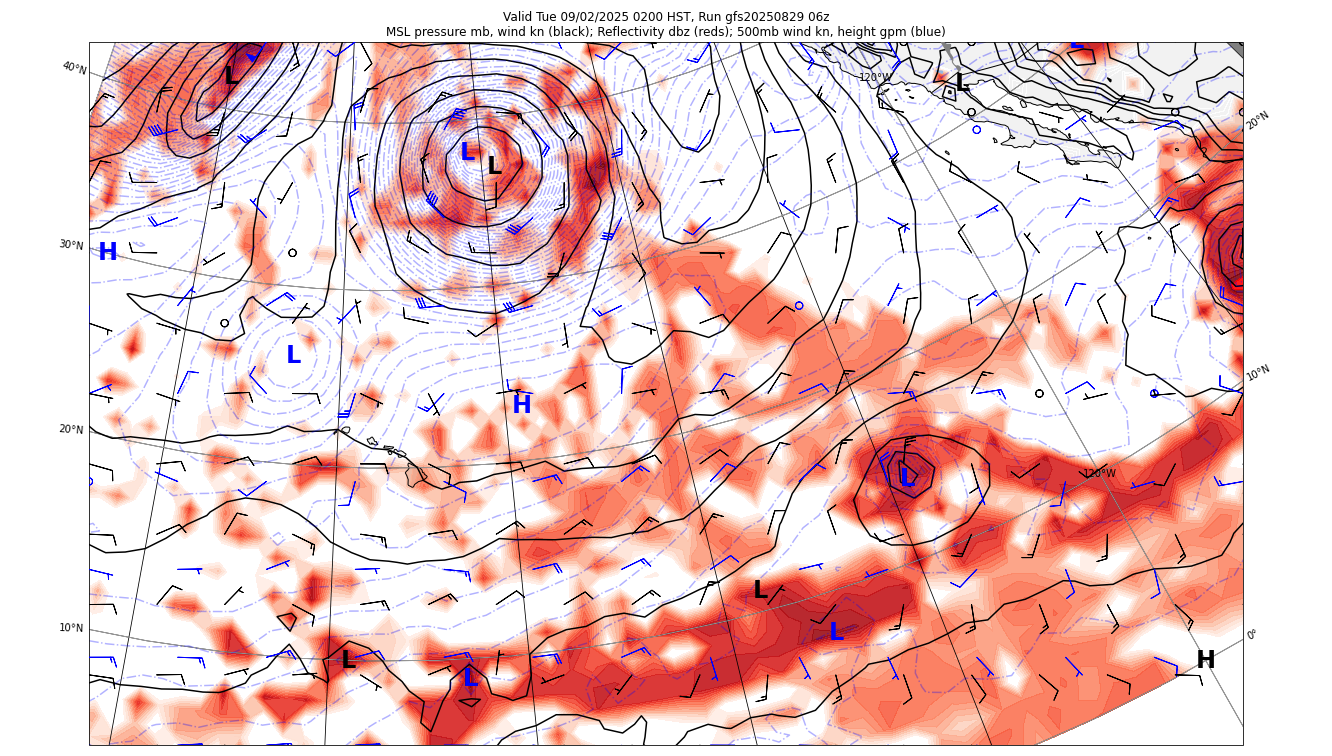 Valid Tue 09/02/2025 0200 HST, Run gfs20250829 06z
MSL pressure mb, wind kn (black); Reflectivity dbz (reds); 500mb wind kn, height gpm (blue)
L
40°N
L
120°W
L
20°N
L
L
H
30°N
L
10°N
H
20°N
L
110°W
L
L
10°N
0°
L
H
L